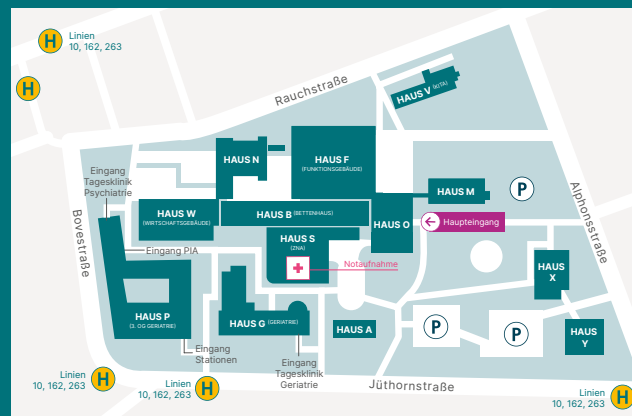 H
Linien
10, 162, 263
H
Rauchstraße
HAUS V (KITA)
Eingang
Tagesklinik
Psychiatrie
HAUS N
HAUS F
(FUNKTIONSGEBÄUDE)
HAUS M
P
Alphonsstraße
HAUS W
(WIRTSCHAFTSGEBÄUDE)
HAUS B (BETTENHAUS)
HAUS O
Haupteingang
Bovestraße
Eingang PIA
HAUS S
(ZNA)
Notaufnahme
HAUS
X
HAUS P
(3. OG GERIATRIE)
HAUS G (GERIATRIE)
HAUS A
P
P
HAUS
Y
Eingang
Stationen
Eingang
Tagesklinik
Geriatrie
Linien
10, 162, 263
H
Linien
10, 162, 263
H
Jüthornstraße
Linien
10, 162, 263
H